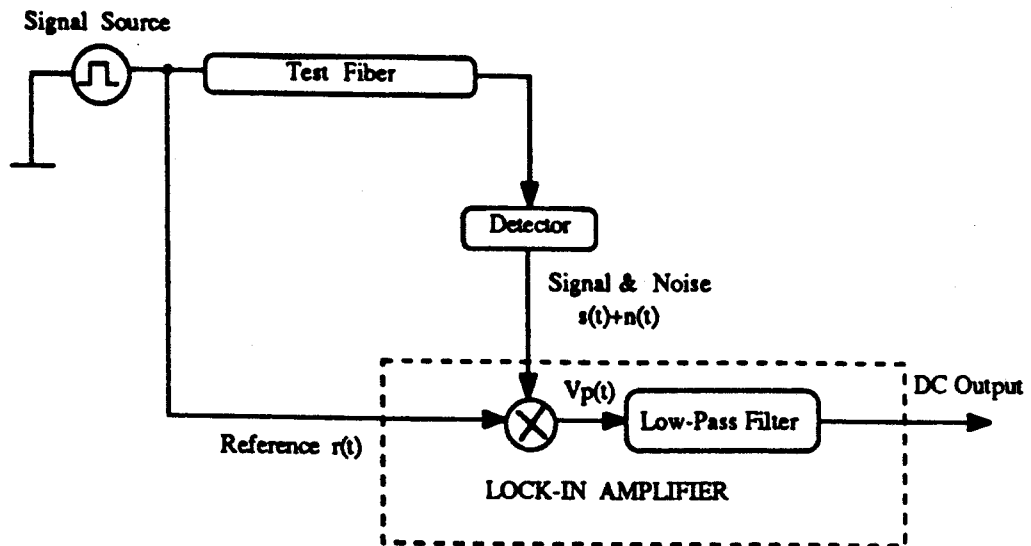 Signal Source
Test Fiber
Detector
Signal & Noise
s(t)+n(t)
Vp(t)
DC Output
Low-Pass Filter
Reference r(t)
LOCK-IN AMPLIFIER